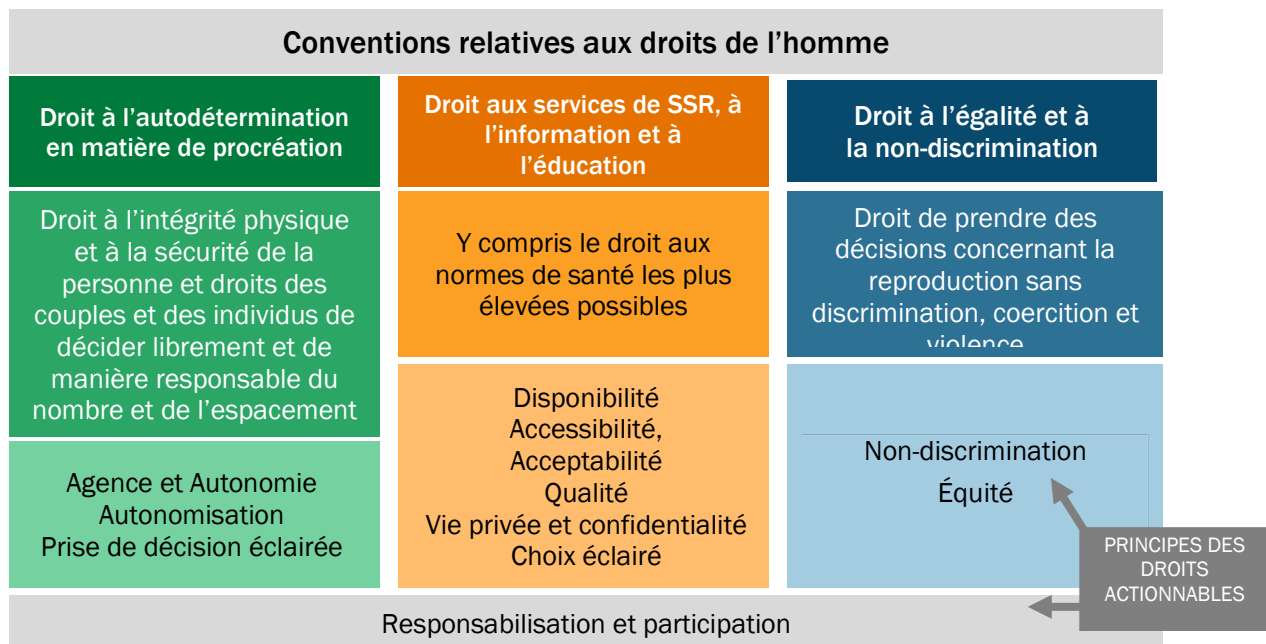 Conventions relatives aux droits de l'homme
Droit à l'autodétermination
en matière de procréation
Droit à l'intégrité physique
et à la sécurité de la
personne et droits des
couples et des individus de
décider librement et de
manière responsable du
nombre et de l'espacement
Agence et Autonomie
Autonomisation
Prise de décision éclairée
Droit aux services de SSR, à
l'information et à
l'éducation
Y compris le droit aux
normes de santé les plus
élevées possibles
Disponibilité
Accessibilité,
Acceptabilité
Qualité
Vie privée et confidentialité
Choix éclairé
Droit à l'égalité et à
la non-discrimination
Droit de prendre des
décisions concernant la
reproduction sans
discrimination, coercition et
violence
Non-discrimination
Équité
PRINCIPES DES
DROITS
ACTIONNABLES
Responsabilisation et participation